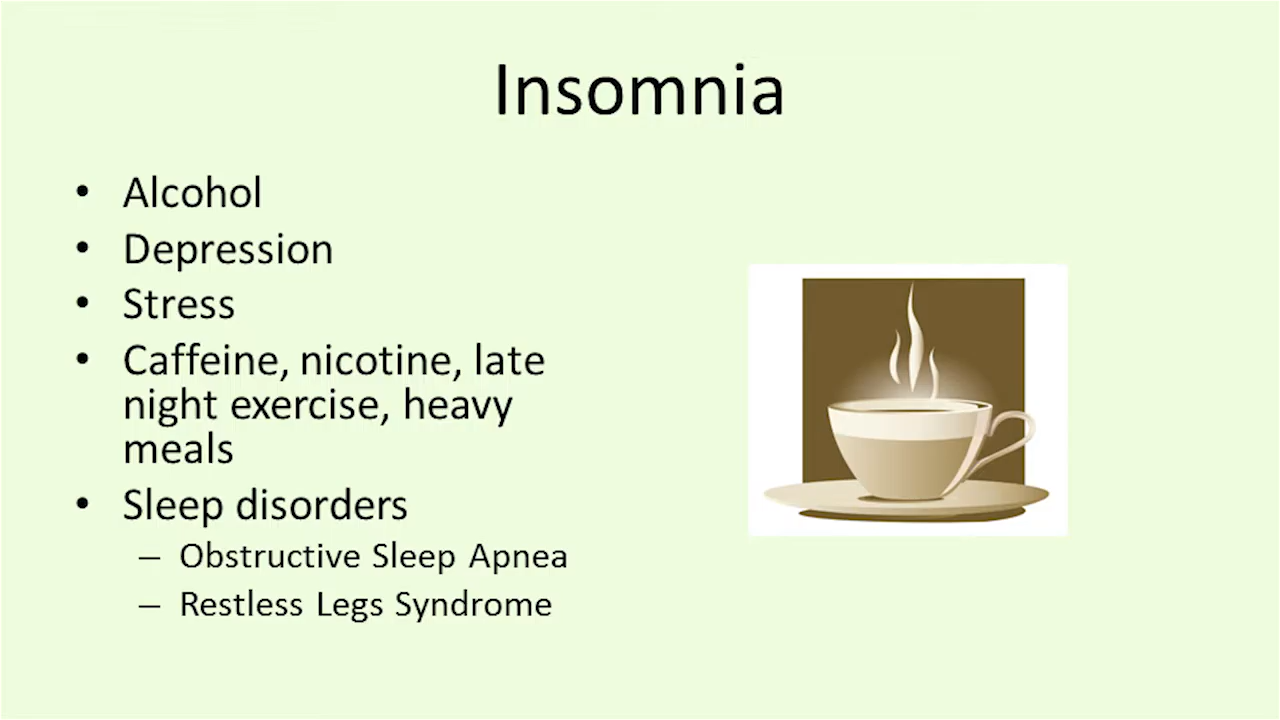 Insomnia
• Alcohol
• Depression
• Stress
• Caffeine, nicotine, late
night exercise, heavy
meals
• Sleep disorders
– Obstructive Sleep Apnea
– Restless Legs Syndrome